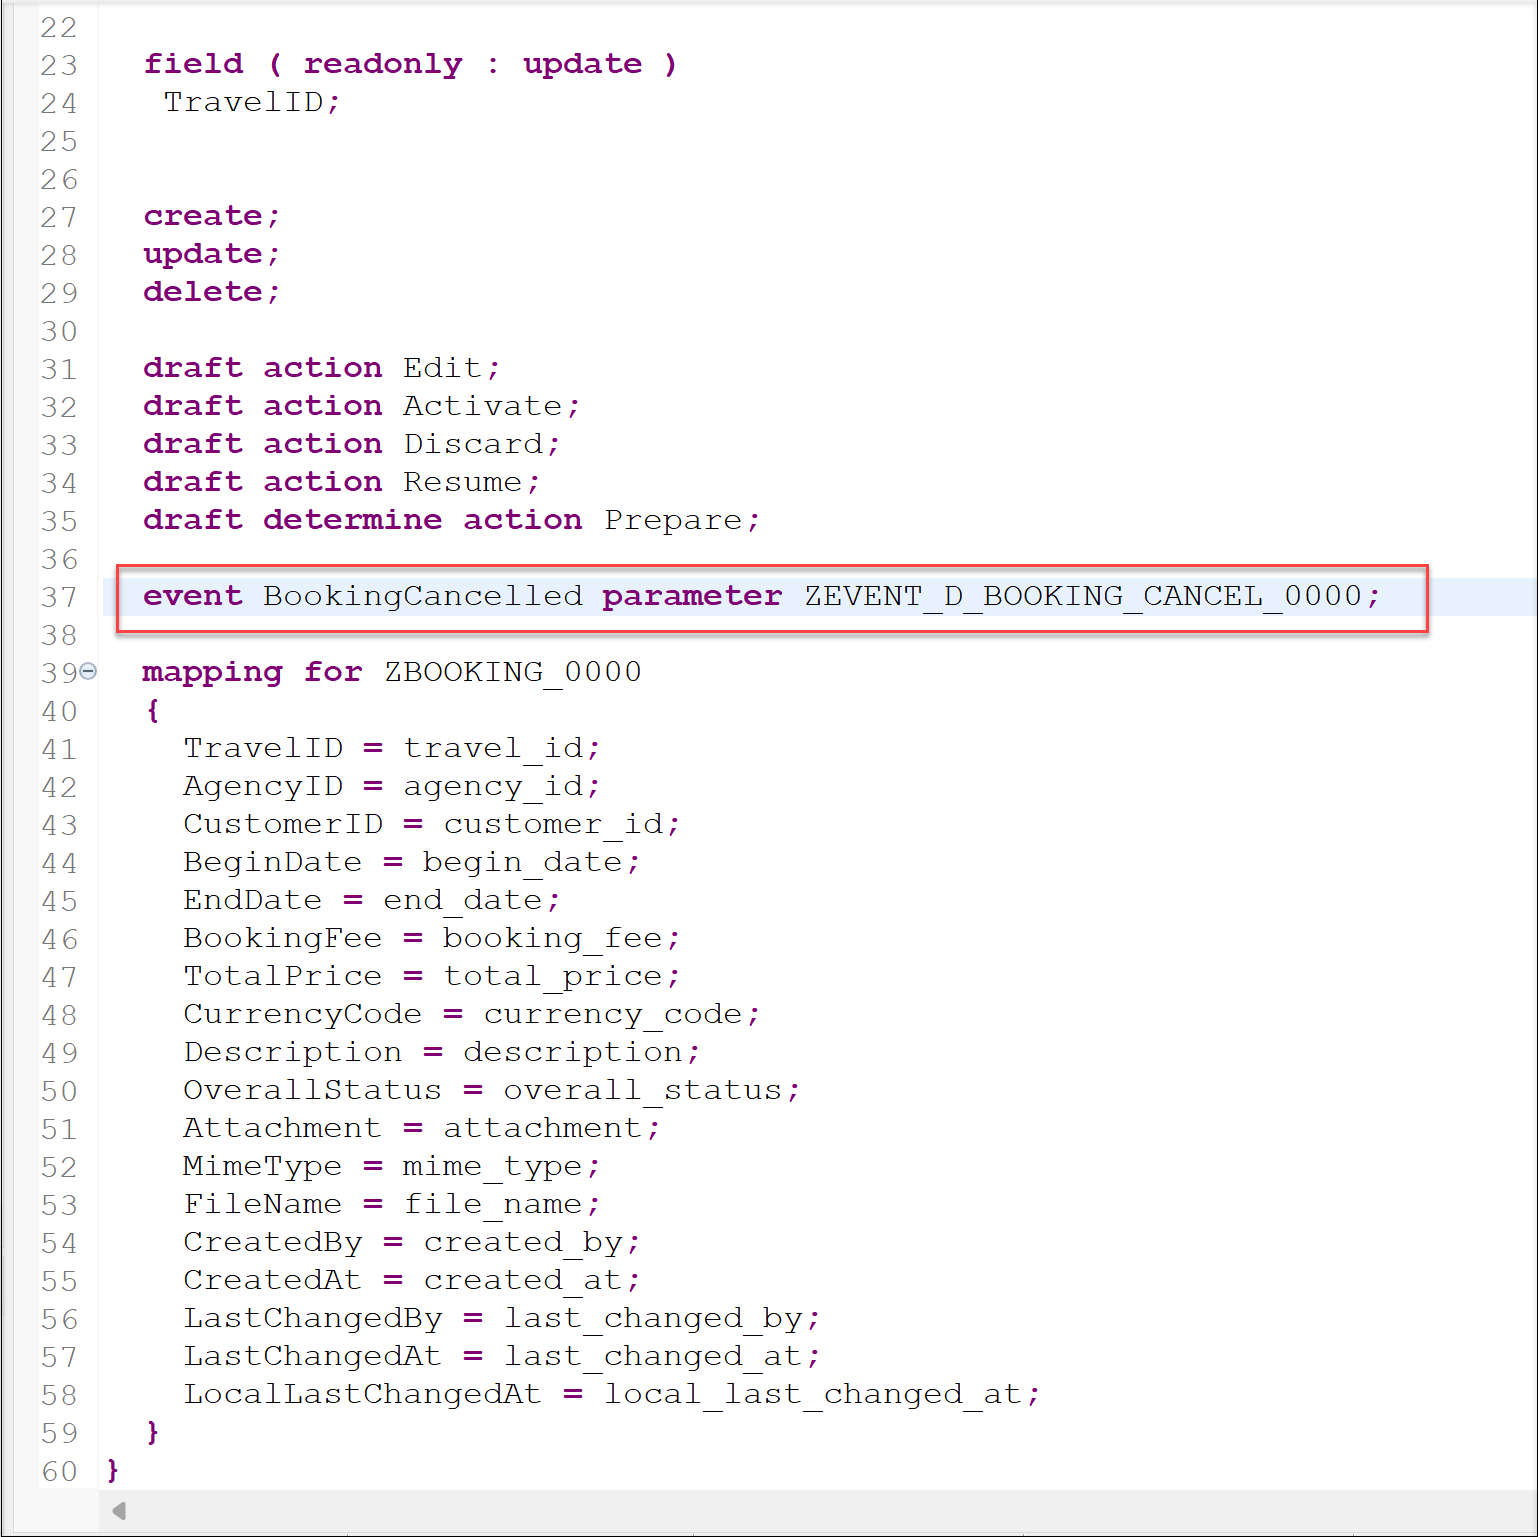 22
23 field ( readonly : update )
24 TravelID;
25
26
27 create;
28 update;
29 delete;
30
31 draft action Edit;
32 draft action Activate;
33 draft action Discard;
34 draft action Resume;
35 draft determine action Prepare;
36
37 event BookingCancelled parameter ZEVENT_D_BOOKING_CANCEL_0000;
38
39 mapping for ZBOOKING_0000
40 {
41 TravelID = travel_id;
42 AgencyID = agency_id;
43 CustomerID = customer_id;
44 BeginDate = begin_date;
45 EndDate = end_date;
46 BookingFee = booking_fee;
47 TotalPrice = total_price;
48 CurrencyCode = currency_code;
49 Description = description;
50 OverallStatus = overall_status;
51 Attachment = attachment;
52 MimeType = mime_type;
53 FileName = file_name;
54 CreatedBy = created_by;
55 CreatedAt = created_at;
56 LastChangedBy = last_changed_by;
57 LastChangedAt = last_changed_at;
58 LocalLastChangedAt = local_last_changed_at;
59 }
60 }